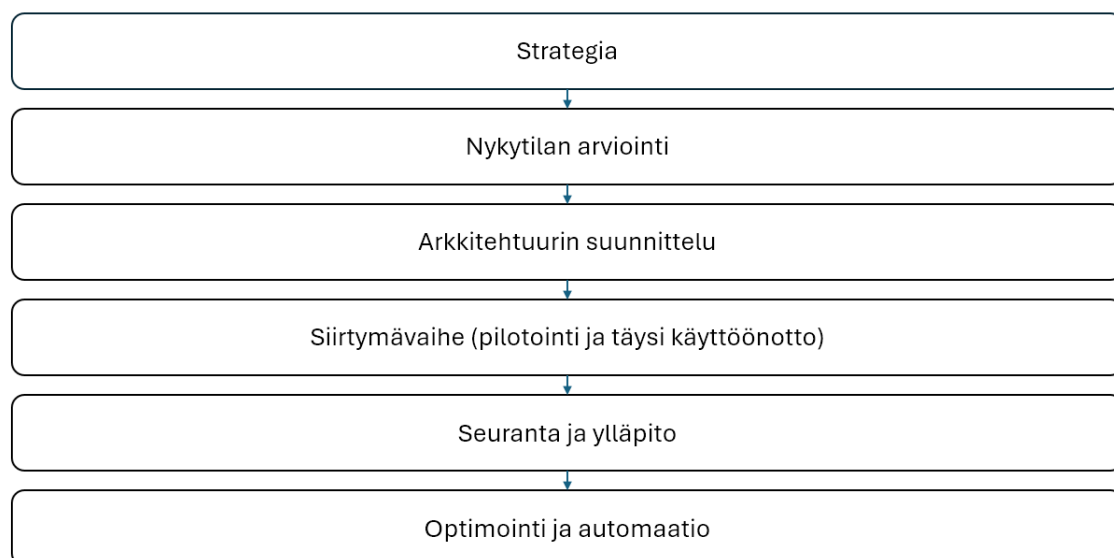 Strategia
Nykytilan arviointi
Arkkitehtuurin suunnittelu
Siirtymävaihe (pilotointi ja täysi käyttöönotto)
Seuranta ja ylläpito
Optimointi ja automaatio